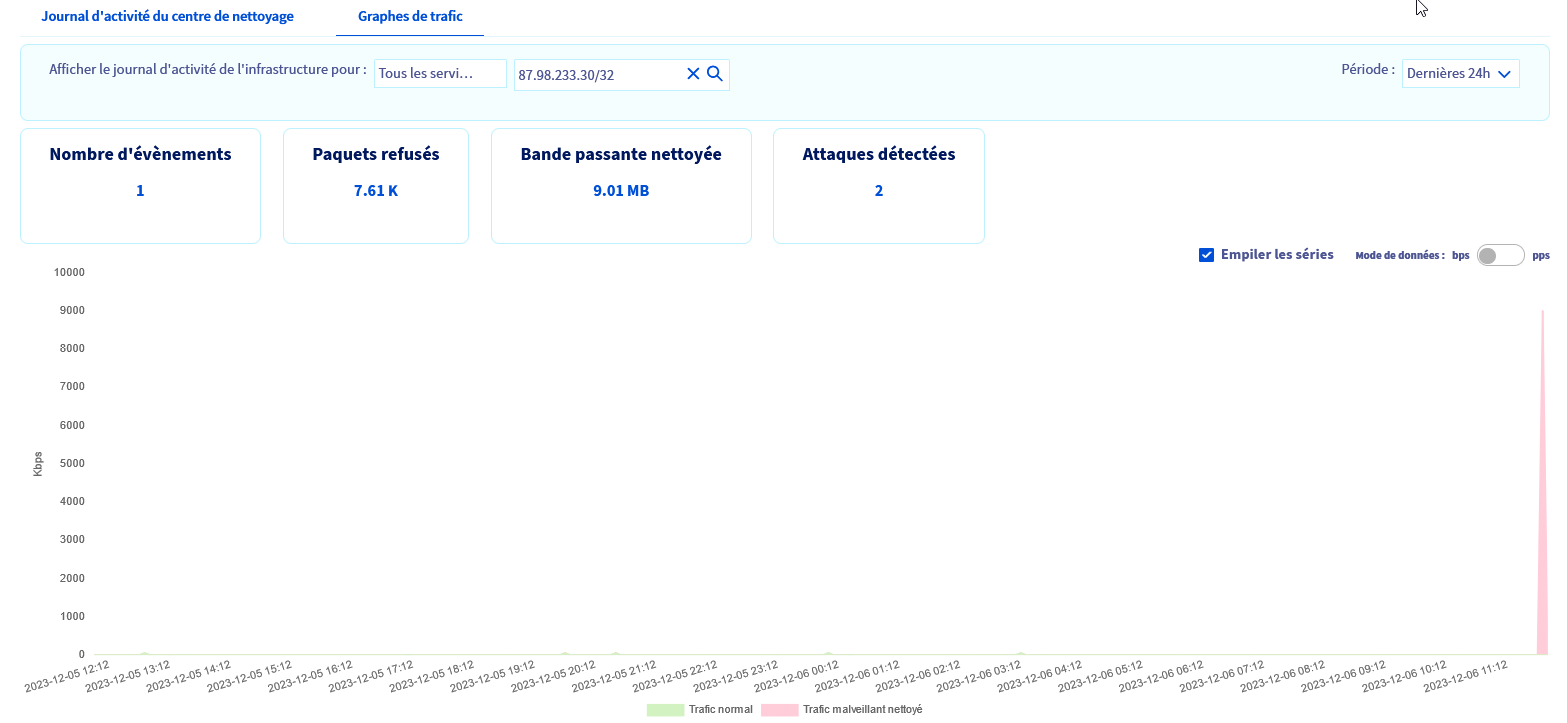 Journal d'activité du centre de nettoyage Graphes de trafic
Afficher le journal d'activité de l'infrastructure pour : Tous les servi... 87.98.233.30/32 Période : Dernières 24h
Nombre d'évènements Paquets refusés Bande passante nettoyée Attaques détectées
1 7.61 K 9.01 MB 2
Empiler les séries Mode de données : bps pps
10000
9000
8000
7000
6000
5000
4000
3000
2000
1000
0
Kbps
2023-12-05 12:12 2023-12-05 13:12 2023-12-05 14:12 2023-12-05 15:12 2023-12-05 16:12 2023-12-05 17:12 2023-12-05 18:12 2023-12-05 19:12 2023-12-05 20:12 2023-12-05 21:12 2023-12-05 22:12 2023-12-05 23:12 2023-12-06 00:12 2023-12-06 01:12 2023-12-06 02:12 2023-12-06 03:12 2023-12-06 04:12 2023-12-06 05:12 2023-12-06 06:12 2023-12-06 07:12 2023-12-06 08:12 2023-12-06 09:12 2023-12-06 10:12 2023-12-06 11:12
Trafic normal Trafic malveillant nettoyé